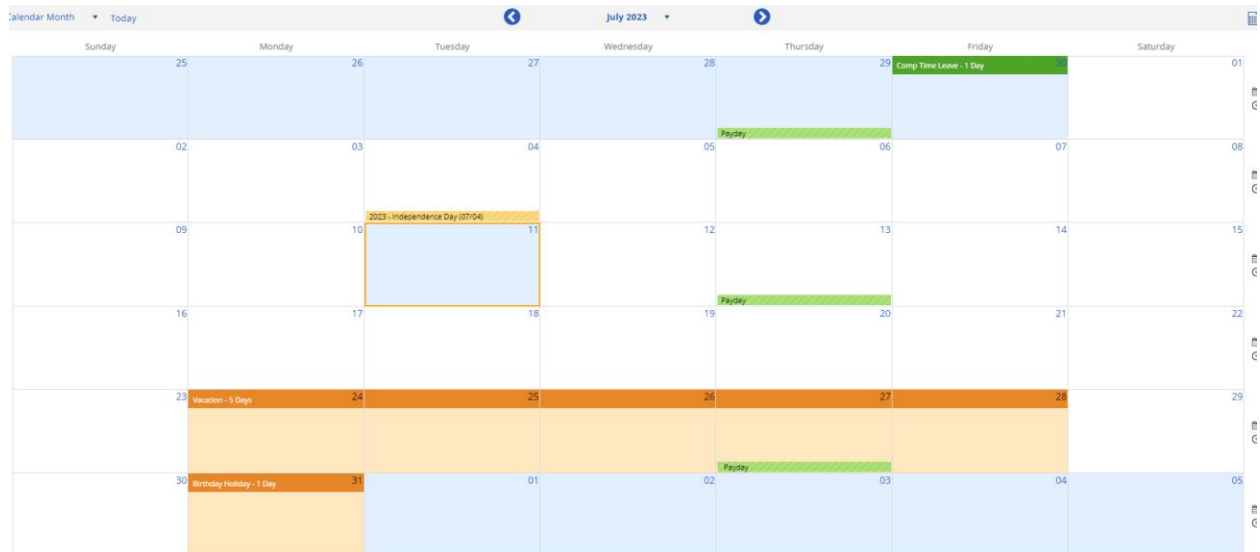 Calendar Month Today July 2023
Sunday Monday Tuesday Wednesday Thursday Friday Saturday
25 26 27 28 29 Comp Time Leave - 1 Day 30 01
Payday
02 03 04 05 06 07 08
2023 - Independence Day (07/04)
09 10 11 12 13 14 15
Payday
16 17 18 19 20 21 22
23 Vacation - 5 Days 24 25 26 27 28 29
Payday
30 Birthday Holiday - 1 Day 31 01 02 03 04 05